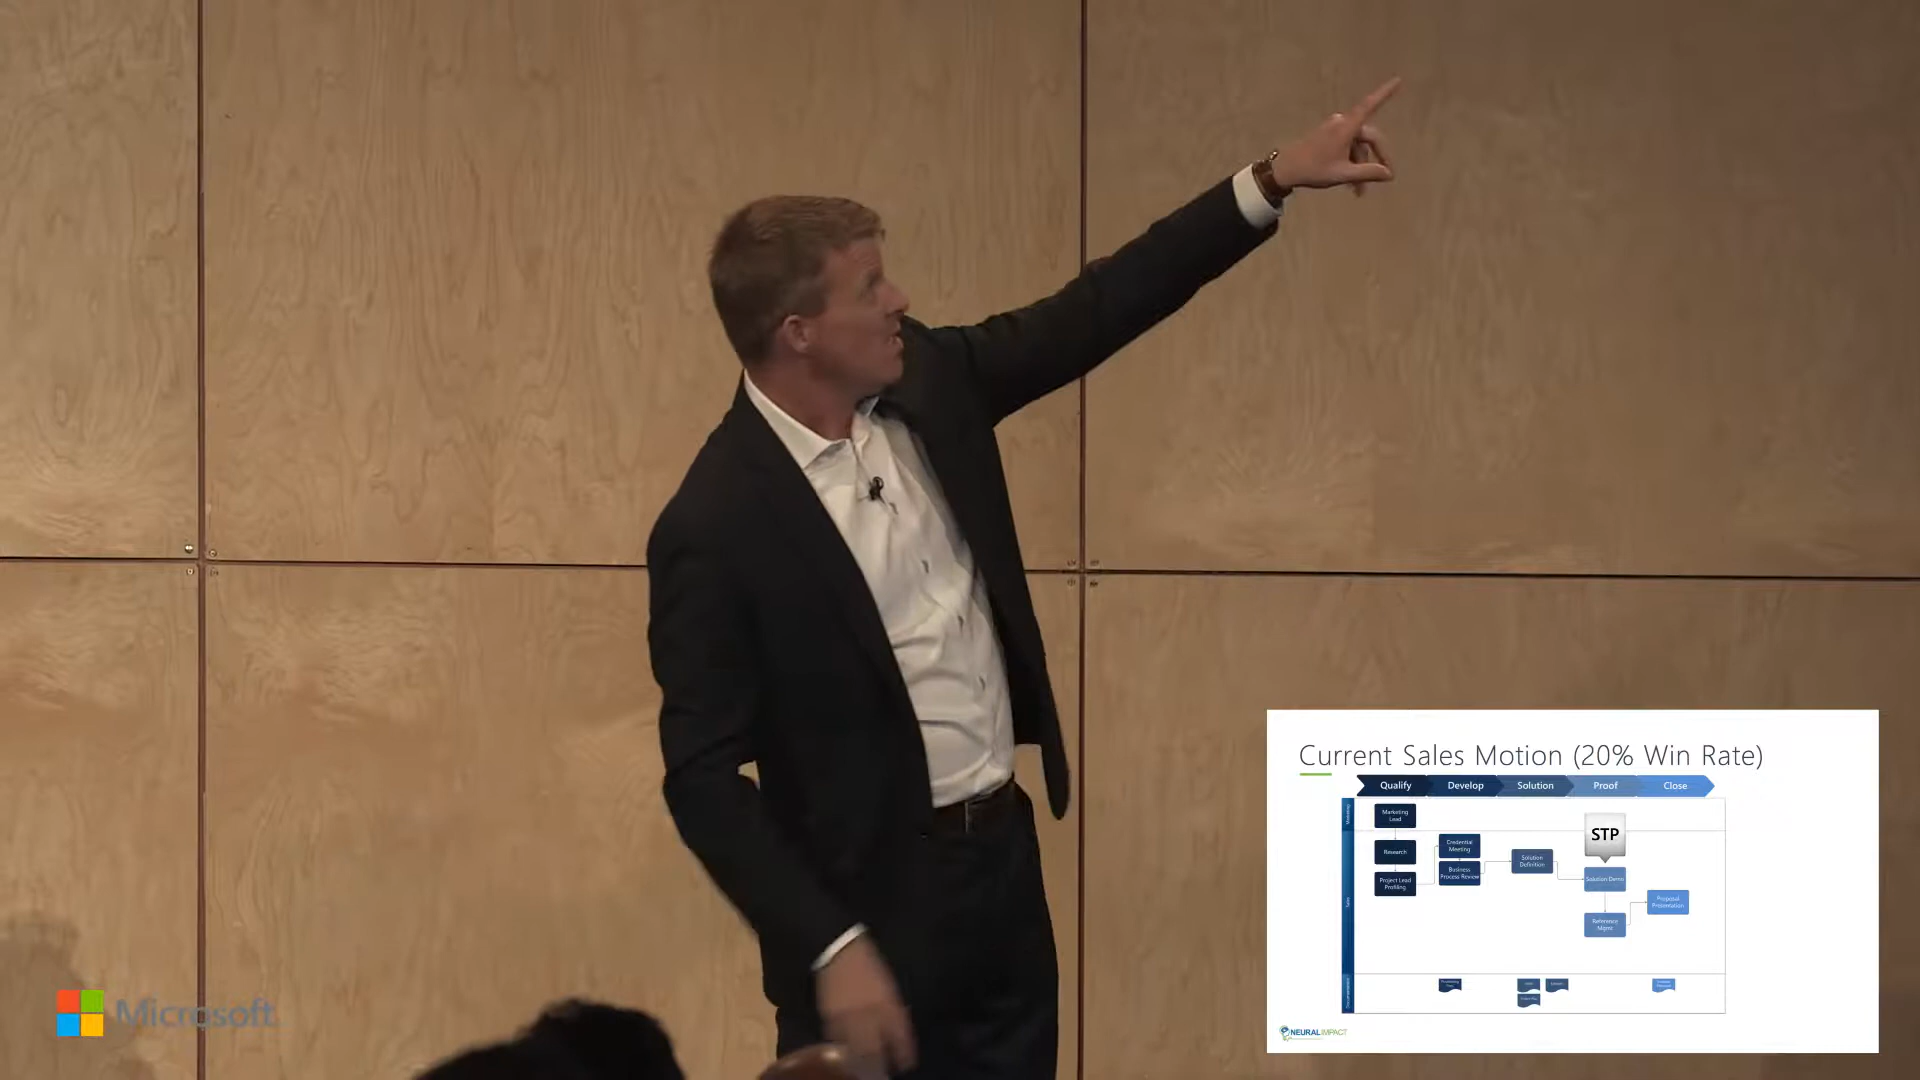 Current Sales Motion (20% Win Rate)
Qualify
Develop
Solution
Proof
Close
Marketing
Lead
Research
Project Lead
Profiling
Credential
Meeting
Business
Process Review
Solution
Definition
STP
Solution Demo
Reference
Mgmt
Proposal
Presentation
Sales
NEURALIMPACT
Microsoft